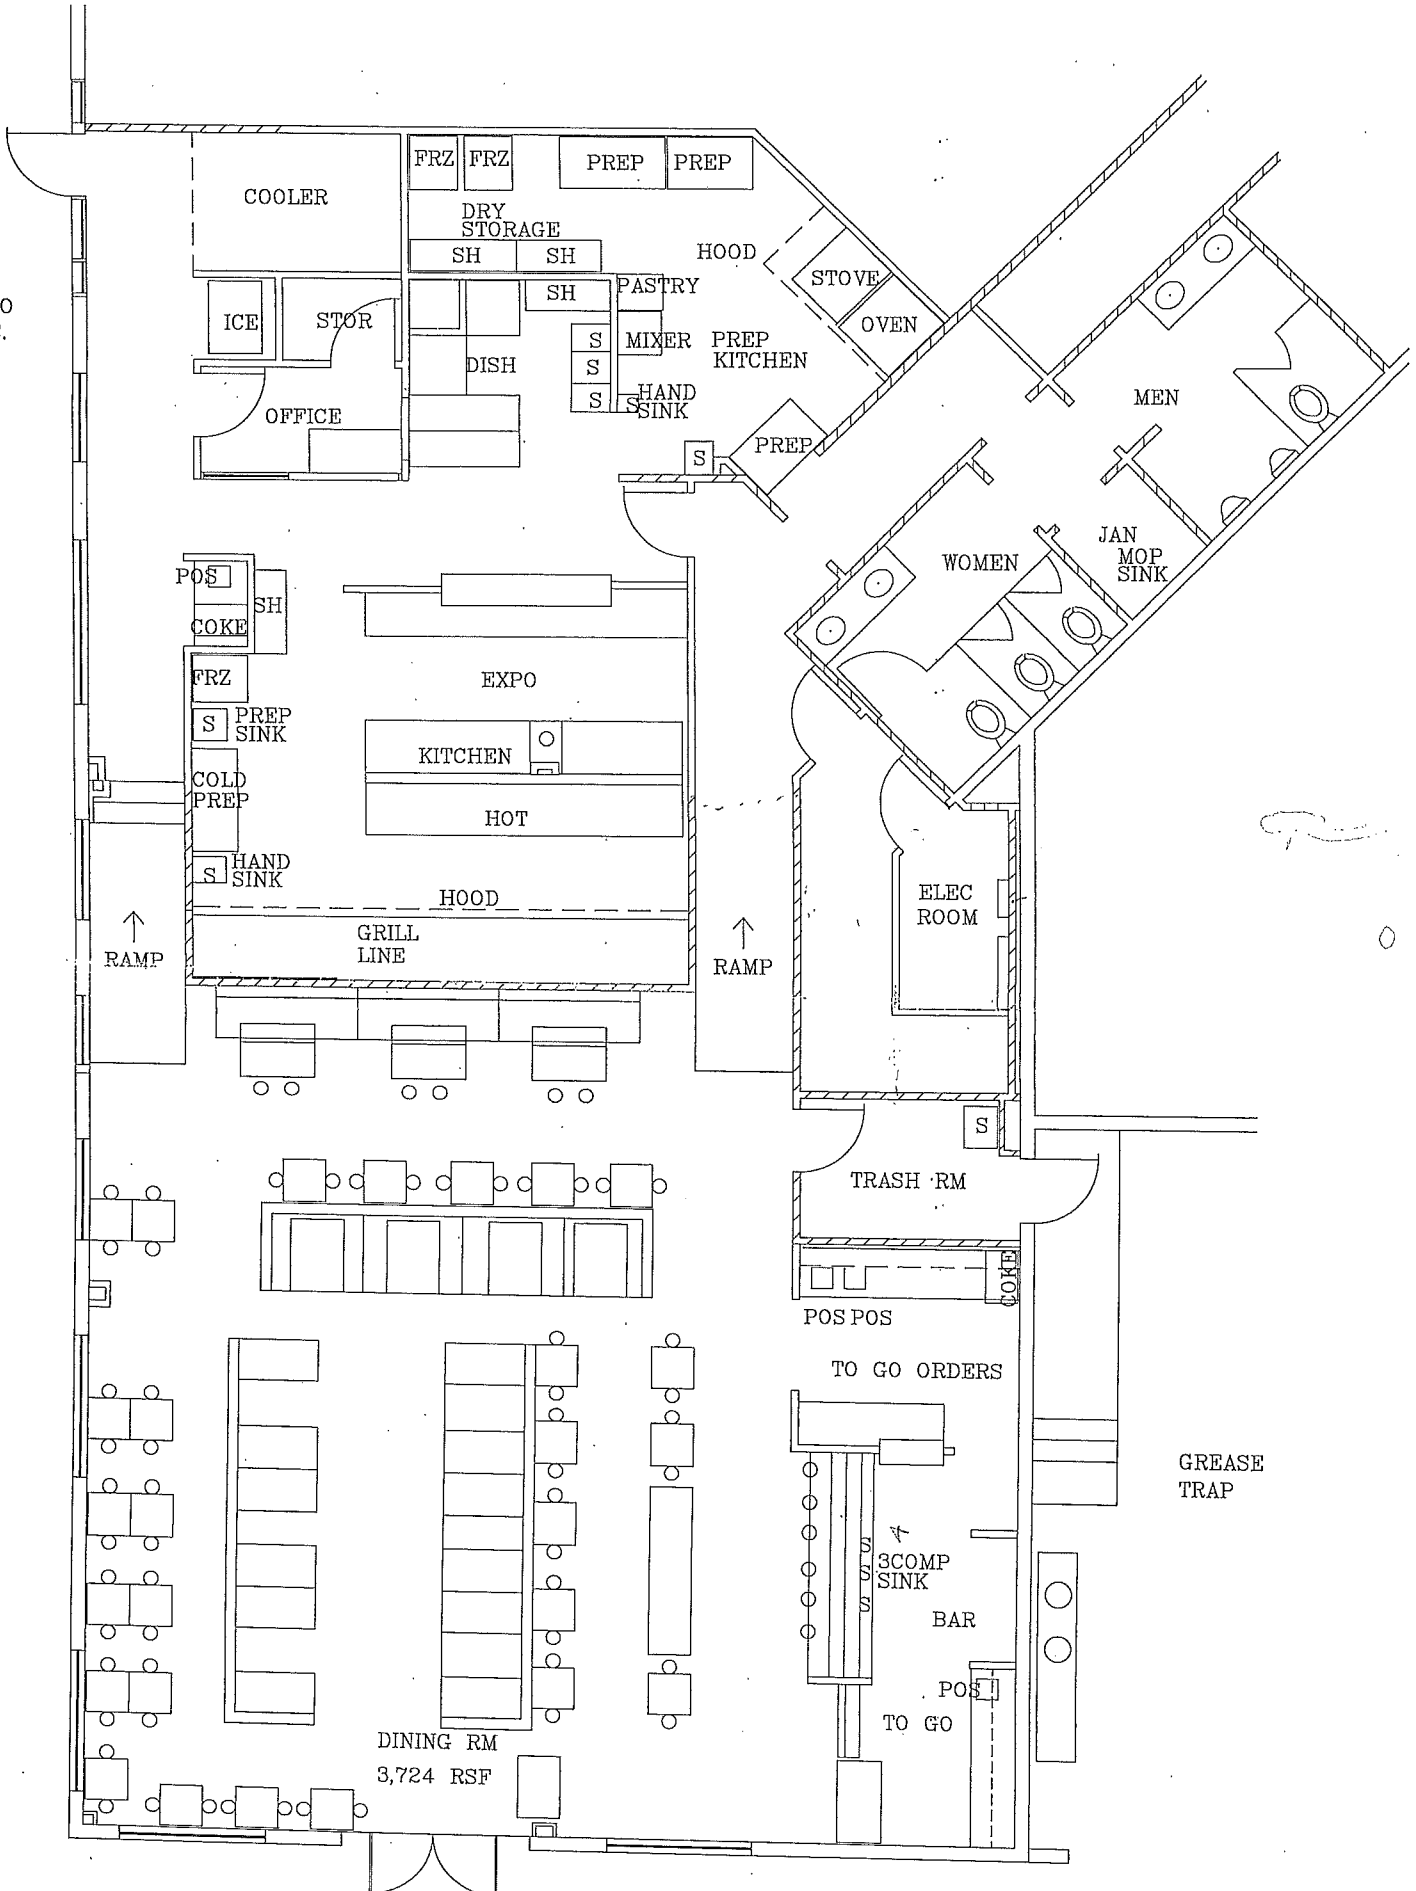 FRZ FRZ
PREP PREP
COOLER
DRY
STORAGE
SH SH
HOOD
STOVE
PASTRY
SH
O
ICE
STOR
OVEN
S
MIXER
PREP
KITCHEN
S
DISH
S
S
HAND
SINK
MEN
OFFICE
PREP
S
JAN
MOP
SINK
WOMEN
POS
SH
COKE
FRZ
EXPO
S
PREP
SINK
KITCHEN
COLD
PREP
HOT
S
HAND
SINK
HOOD
ELEC
ROOM
GRILL
LINE
RAMP
RAMP
S
TRASH RM
COKE
POS POS
TO GO ORDERS
GREASE
TRAP
4
S
S
S
3COMP
SINK
BAR
POS
TO GO
DINING RM
3,724 RSF